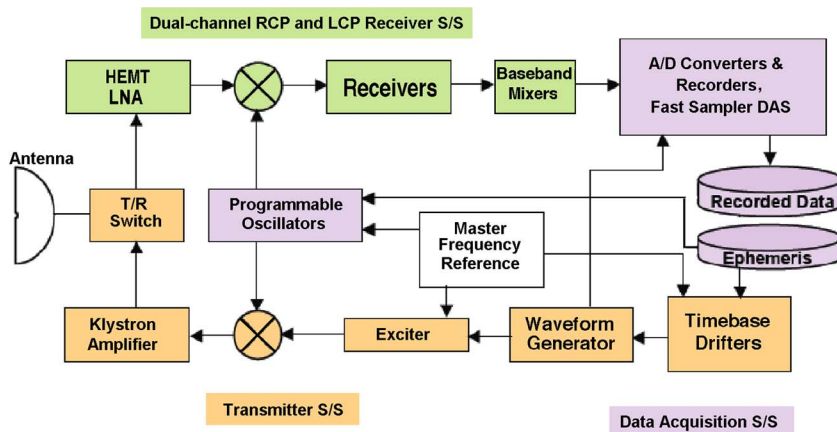 Dual-channel RCP and LCP Receiver S/S
HEMT
LNA
Receivers
Baseband
Mixers
A/D Converters &
Recorders,
Fast Sampler DAS
Antenna
T/R
Switch
Programmable
Oscillators
Master
Frequency
Reference
Recorded Data
Ephemeris
Klystron
Amplifier
Exciter
Waveform
Generator
Timebase
Drifters
Transmitter S/S
Data Acquisition S/S